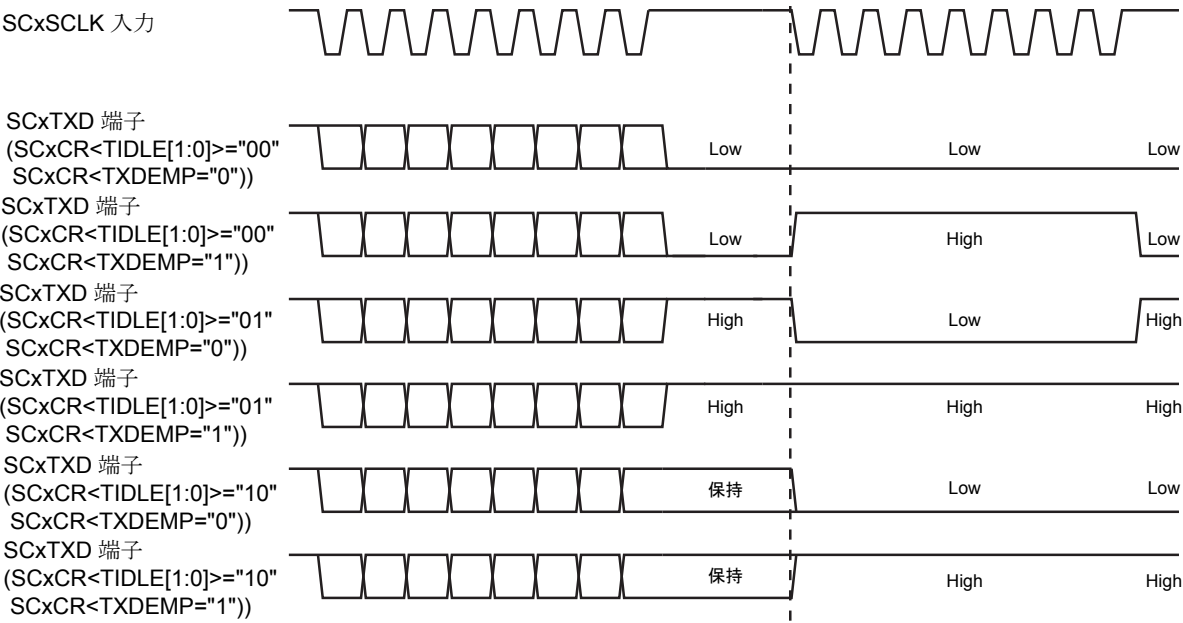 SCxSCLK 入力
SCxTXD 端子
(SCxCR<TIDLE[1:0]>="00"
SCxCR<TXDEMP="0"))
Low
Low
Low
SCxTXD 端子
(SCxCR<TIDLE[1:0]>="00"
SCxCR<TXDEMP="1"))
Low
High
Low
SCxTXD 端子
(SCxCR<TIDLE[1:0]>="01"
SCxCR<TXDEMP="0"))
High
Low
High
SCxTXD 端子
(SCxCR<TIDLE[1:0]>="01"
SCxCR<TXDEMP="1"))
High
High
High
SCxTXD 端子
(SCxCR<TIDLE[1:0]>="10"
SCxCR<TXDEMP="0"))
保持
Low
Low
SCxTXD 端子
(SCxCR<TIDLE[1:0]>="10"
SCxCR<TXDEMP="1"))
保持
High
High